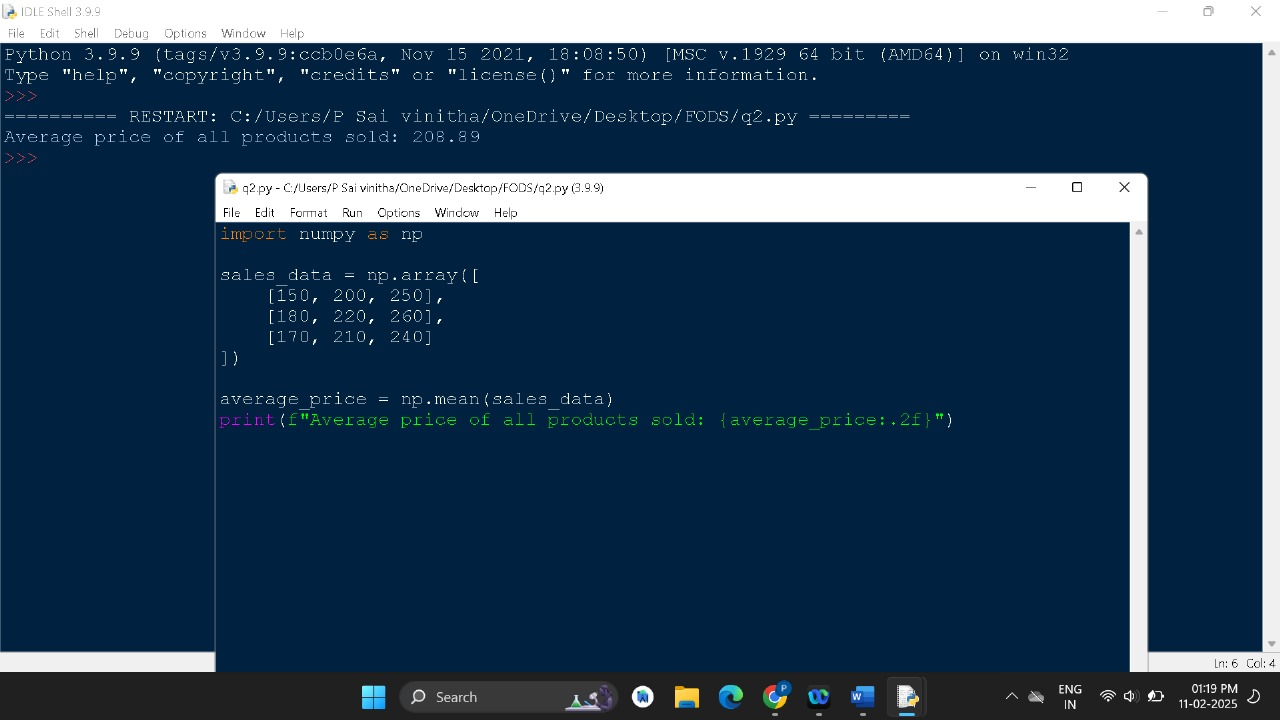 IDLE Shell 3.9.9
File Edit Shell Debug Options Window Help
Python 3.9.9 (tags/v3.9.9:ccb0e6a, Nov 15 2021, 18:08:50) [MSC v.1929 64 bit (AMD64)] on win32
Type "help", "copyright", "credits" or "license()" for more information.
>>>
========== RESTART: C:/Users/P Sai vinitha/OneDrive/Desktop/FODS/q2.py =========
Average price of all products sold: 208.89
>>>
q2.py - C:/Users/P Sai vinitha/OneDrive/Desktop/FODS/q2.py (3.9.9)
File Edit Format Run Options Window Help
import numpy as np
sales_data = np.array([
    [150, 200, 250],
    [180, 220, 260],
    [170, 210, 240]
])
average_price = np.mean(sales_data)
print(f"Average price of all products sold: {average_price:.2f}")
Ln: 6 Col: 4
Search
P
W
ENG
IN
01:19 PM
11-02-2025